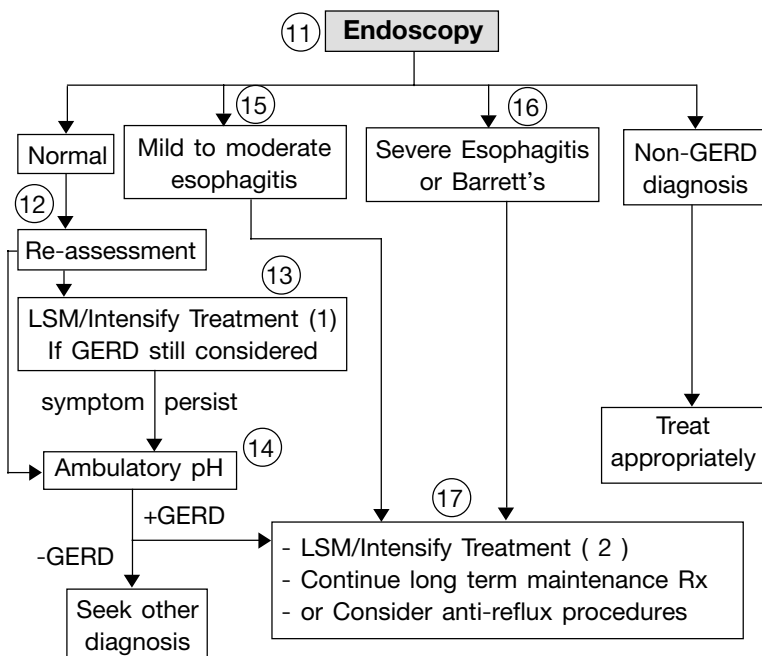 11
Endoscopy
15
16
Normal
Mild to moderate
esophagitis
Severe Esophagitis
or Barrett's
Non-GERD
diagnosis
12
Re-assessment
13
LSM/Intensify Treatment (1)
If GERD still considered
symptom persist
14
Ambulatory pH
Treat
appropriately
17
+GERD
-GERD
- LSM/Intensify Treatment ( 2 )
- Continue long term maintenance Rx
- or Consider anti-reflux procedures
Seek other
diagnosis